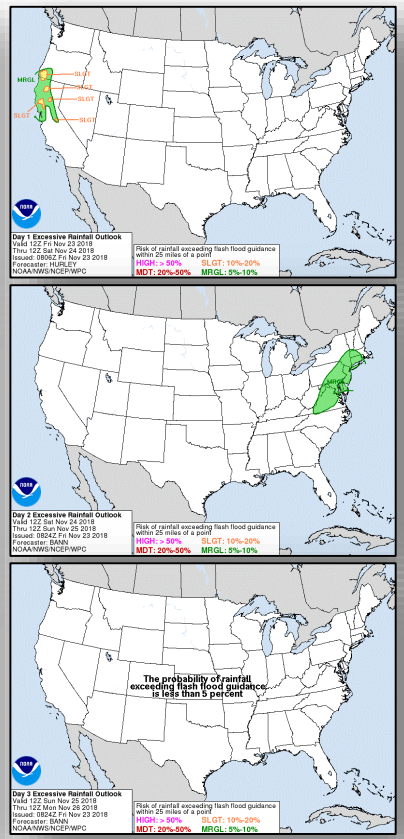 MRGL
SLGT
SLGT
SLGT
SLGT
SLGT
NOAA
Day 1 Excessive Rainfall Outlook
Valid 12Z Fri Nov 23 2018
Thru 12Z Sat Nov 24 2018
Issued: 0806Z Fri Nov 23 2018
Forecaster: HURLEY
NOAA/NWS/NCEP/WPC
Risk of rainfall exceeding flash flood guidance
within 25 miles of a point
HIGH: > 50% SLGT: 10%-20%
MDT: 20%-50% MRGL: 5%-10%
MRGL
NOAA
Day 2 Excessive Rainfall Outlook
Valid 12Z Sat Nov 24 2018
Thru 12Z Sun Nov 25 2018
Issued: 0824Z Fri Nov 23 2018
Forecaster: BANN
NOAA/NWS/NCEP/WPC
Risk of rainfall exceeding flash flood guidance
within 25 miles of a point
HIGH: > 50% SLGT: 10%-20%
MDT: 20%-50% MRGL: 5%-10%
The probability of rainfall
exceeding flash flood guidance
is less than 5 percent
NOAA
Day 3 Excessive Rainfall Outlook
Valid 12Z Sun Nov 25 2018
Thru 12Z Mon Nov 26 2018
Issued: 0824Z Fri Nov 23 2018
Forecaster: BANN
NOAA/NWS/NCEP/WPC
Risk of rainfall exceeding flash flood guidance
within 25 miles of a point
HIGH: > 50% SLGT: 10%-20%
MDT: 20%-50% MRGL: 5%-10%